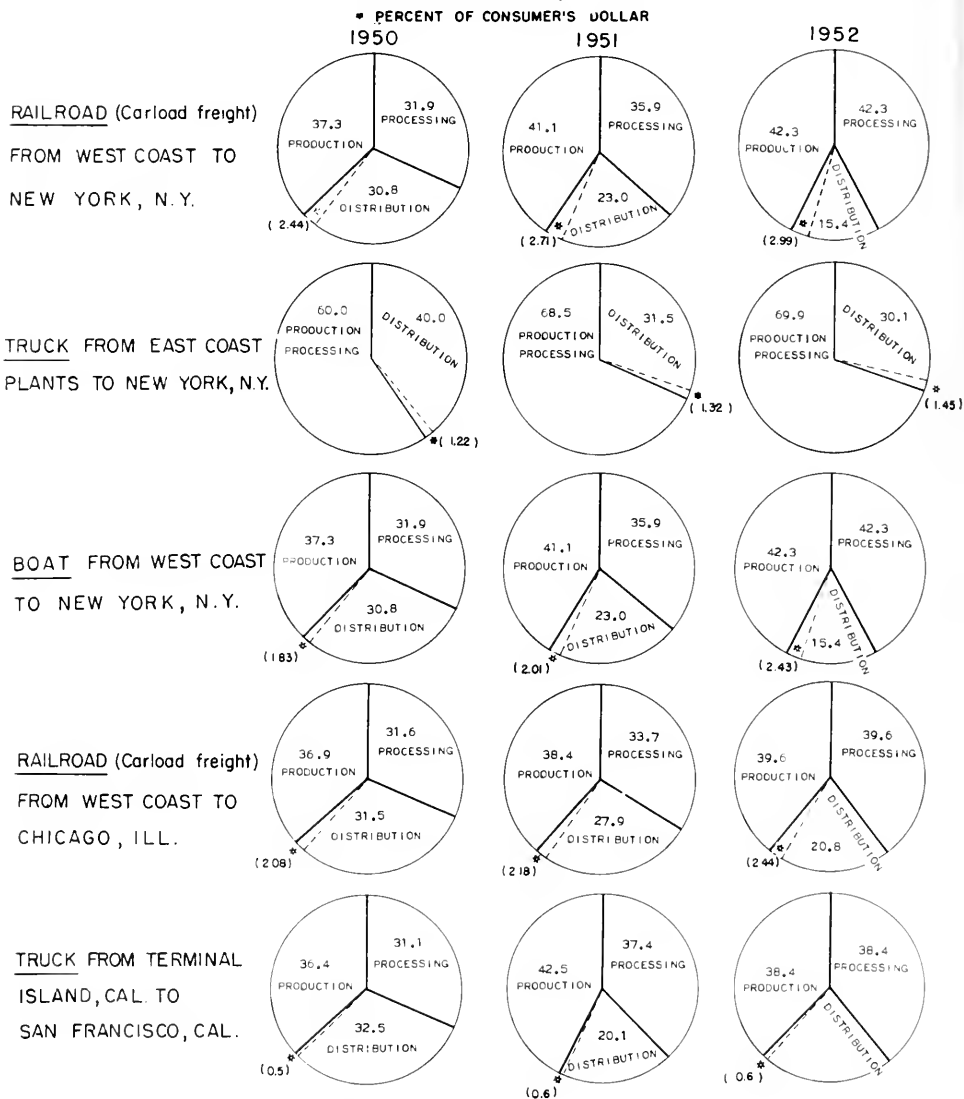 * PERCENT OF CONSUMER'S DOLLAR
1950 1951 1952
RAILROAD (Carload freight)
FROM WEST COAST TO
NEW YORK, N.Y.
37.3
PRODUCTION
31.9
PROCESSING
30.8
DISTRIBUTION
(2.44)
41.1
PRODUCTION
35.9
PROCESSING
23.0
DISTRIBUTION
*
(2.71)
42.3
PRODUCTION
42.3
PROCESSING
15.4
DISTRIBUTION
*
(2.99)
TRUCK FROM EAST COAST
PLANTS TO NEW YORK, N.Y.
60.0
PRODUCTION
PROCESSING
40.0
DISTRIBUTION
*(1.22)
68.5
PRODUCTION
PROCESSING
31.5
DISTRIBUTION
*
(1.32)
69.9
PRODUCTION
PROCESSING
30.1
DISTRIBUTION
*
(1.45)
BOAT FROM WEST COAST
TO NEW YORK, N.Y.
37.3
PRODUCTION
31.9
PROCESSING
30.8
DISTRIBUTION
*
(1.83)
41.1
PRODUCTION
35.9
PROCESSING
23.0
DISTRIBUTION
*
(2.01)
42.3
PRODUCTION
42.3
PROCESSING
15.4
DISTRIBUTION
*
(2.43)
RAILROAD (Carload freight)
FROM WEST COAST TO
CHICAGO, ILL.
36.9
PRODUCTION
31.6
PROCESSING
31.5
DISTRIBUTION
*
(2.08)
38.4
PRODUCTION
33.7
PROCESSING
27.9
DISTRIBUTION
*
(2.18)
39.6
PRODUCTION
39.6
PROCESSING
20.8
DISTRIBUTION
*
(2.44)
TRUCK FROM TERMINAL
ISLAND, CAL. TO
SAN FRANCISCO, CAL.
36.4
PRODUCTION
31.1
PROCESSING
32.5
DISTRIBUTION
*
(0.5)
42.5
PRODUCTION
37.4
PROCESSING
20.1
DISTRIBUTION
*
(0.6)
38.4
PRODUCTION
38.4
PROCESSING
DISTRIBUTION
*
(0.6)